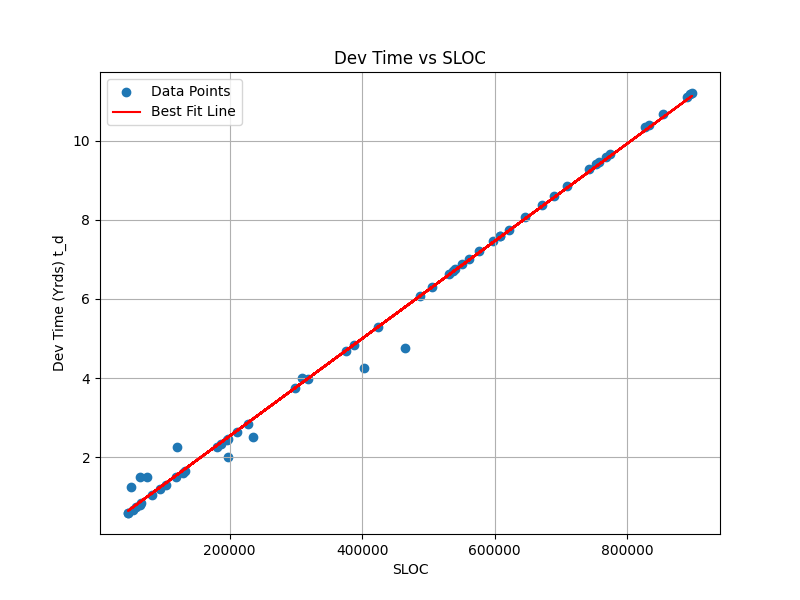 Dev Time vs SLOC
Data Points
Best Fit Line
10
8
6
4
2
Dev Time (Yrds) t_d
200000
400000
600000
800000
SLOC